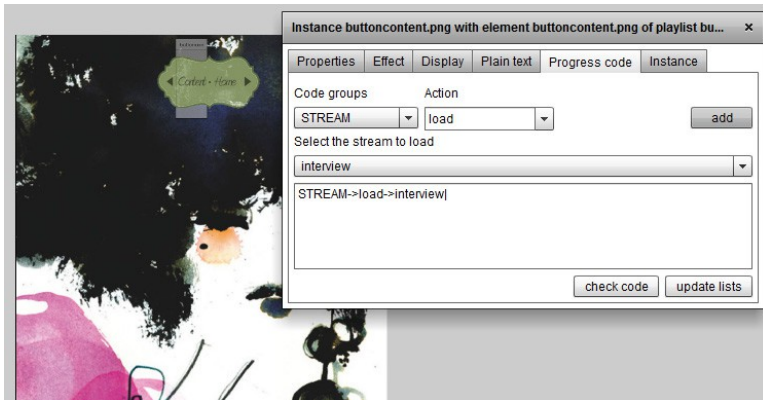 Instance buttoncontent.png with element buttoncontent.png of playlist bu... ×
Properties Effect Display Plain text Progress code Instance
Code groups Action
STREAM load add
Select the stream to load
interview
STREAM->load->interview
check code update lists
Content - Home